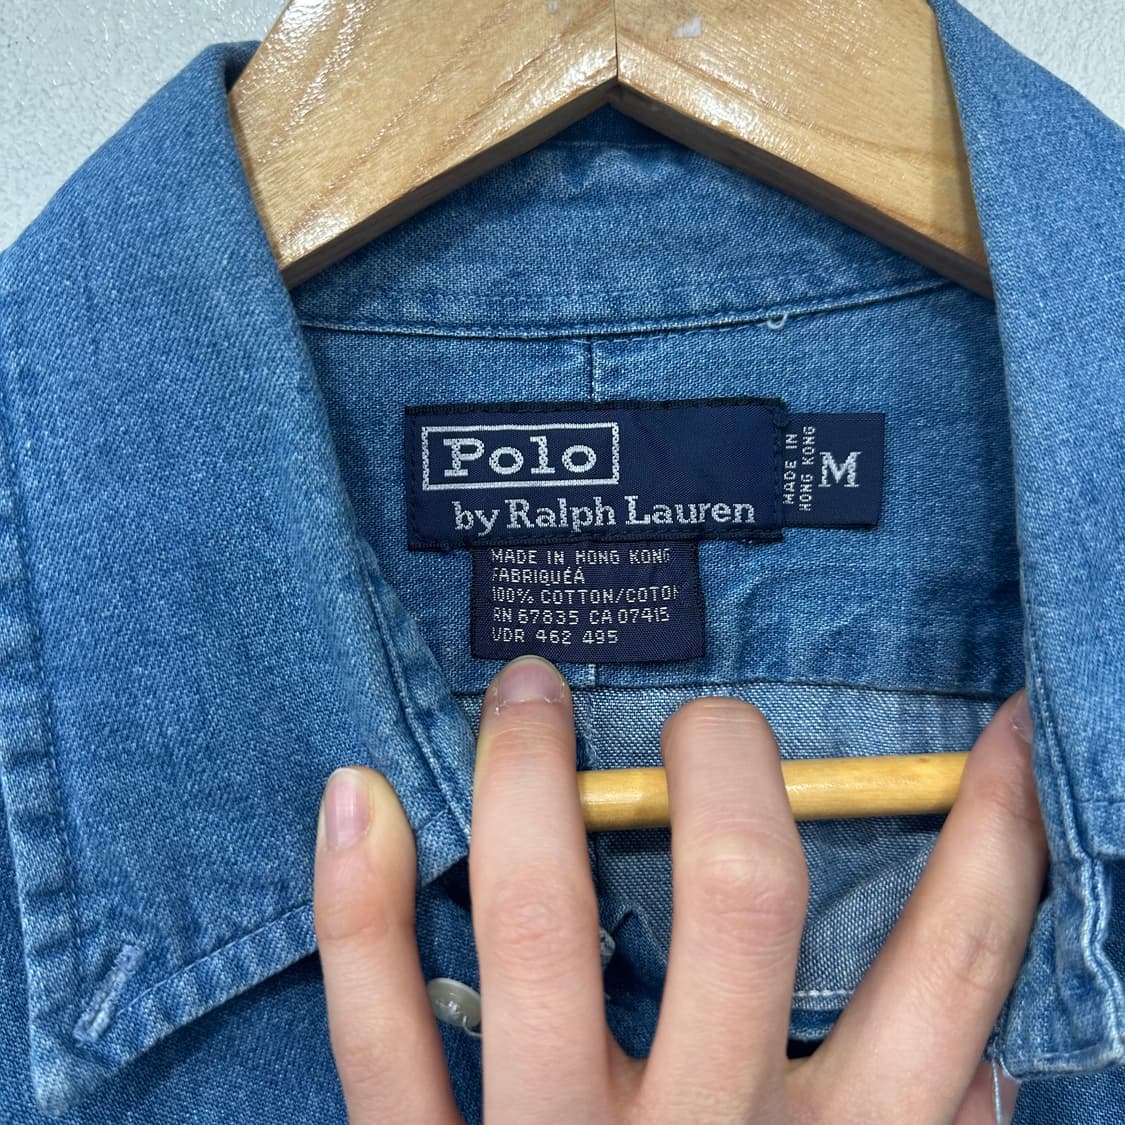 Polo
by Ralph Lauren
MADE IN
HONG KONG
M
MADE IN HONG KONG
FABRIQUÉÁ
100% COTTON/COTON
RN 67835 CA 07415
VDR 462 495